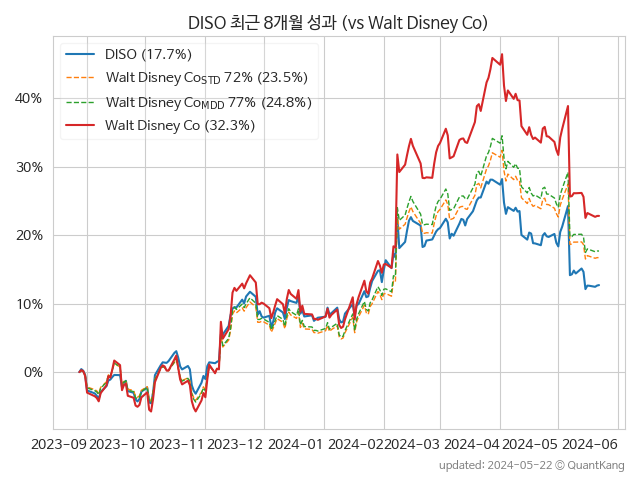 DISO 최근 8개월 성과 (vs Walt Disney Co)
DISO (17.7%)
Walt Disney CoSTD 72% (23.5%)
Walt Disney CoMDD 77% (24.8%)
Walt Disney Co (32.3%)
40%
30%
20%
10%
0%
2023-09 2023-10 2023-11 2023-12 2024-01 2024-02 2024-03 2024-04 2024-05 2024-06
updated: 2024-05-22 © QuantKang